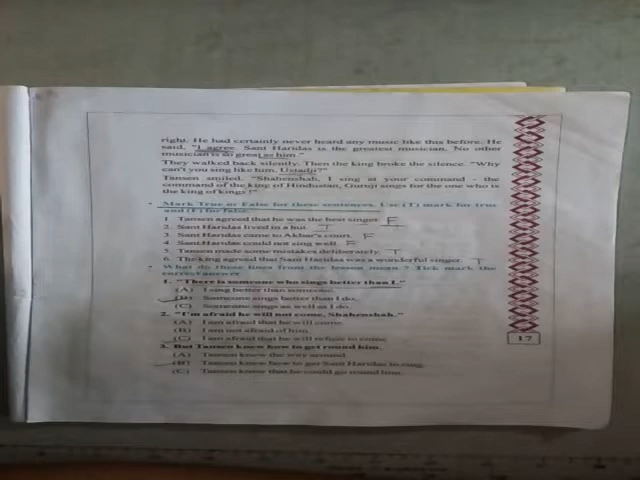 right. He had certainly never heard any music like this before. He
said, "I agree. Sant Haridas is the greatest musician. No other
musician is so great as him."
They walked back silently. Then the king broke the silence. "Why
can't you sing like him, Ustadji?"
Tansen smiled. "Shahenshah, I sing at your command - the
command of the king of Hindustan, Guruji sings for the one who is
the king of kings!"
Mark True or False for these sentences. Use (T) mark for true
and (F) for false.
1. Tansen agreed that he was the best singer. F
2. Sant Haridas lived in a hut. T
3. Sant Haridas came to Akbar's court. F
4. Sant Haridas could not sing well. F
5. Tansen made some mistakes deliberately. T
6. The king agreed that Sant Haridas was a wonderful singer. T
What do these lines from the lesson mean? Tick mark the
correct answer
1. "There is someone who sings better than I."
(A) I sing better than someone.
(B) Someone sings better than I do.
(C) Someone sings as well as I do.
2. "I'm afraid he will not come, Shahenshah."
(A) I am afraid that he will come.
(B) I am not afraid of him.
(C) I am afraid that he will refuse to come.
3. But Tansen knew how to get round him.
(A) Tansen knew the way around.
(B) Tansen knew how to get Sant Haridas to sing.
(C) Tansen knew that he could go round him.
17